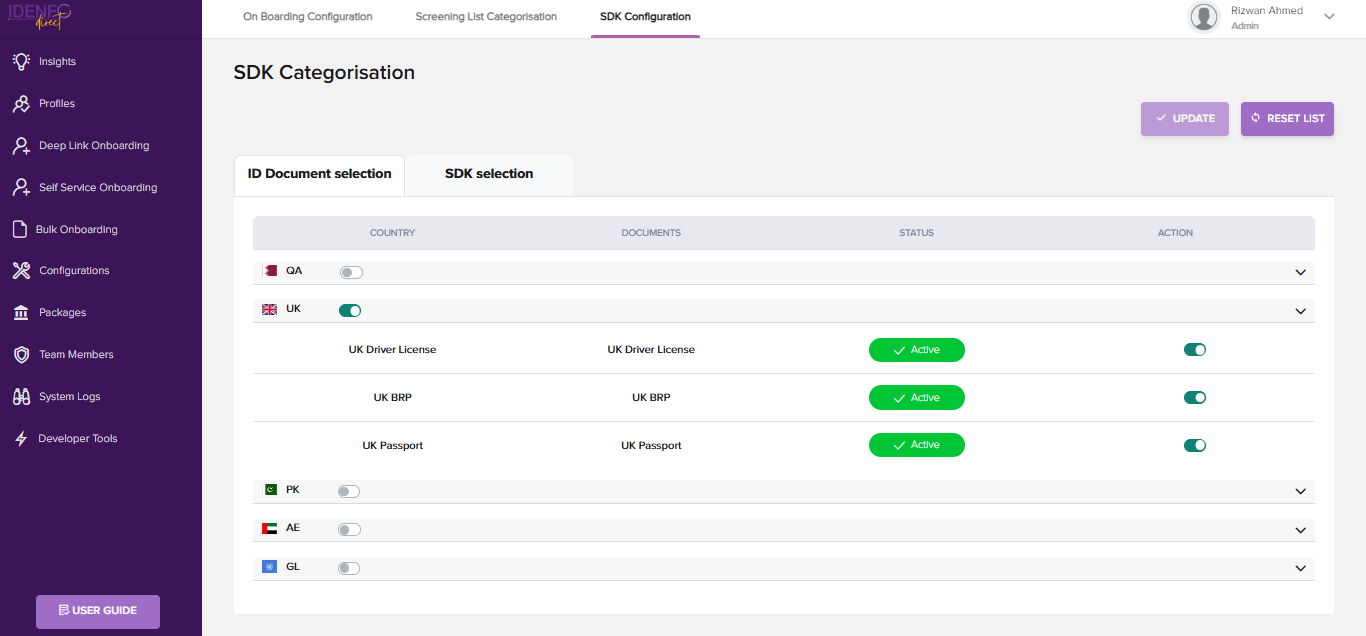 IDENFO
direct
On Boarding Configuration
Screening List Categorisation
SDK Configuration
Rizwan Ahmed
Admin
Insights
Profiles
Deep Link Onboarding
Self Service Onboarding
Bulk Onboarding
Configurations
Packages
Team Members
System Logs
Developer Tools
USER GUIDE
SDK Categorisation
UPDATE
RESET LIST
ID Document selection
SDK selection
COUNTRY DOCUMENTS STATUS ACTION
QA
UK
UK Driver License UK Driver License Active
UK BRP UK BRP Active
UK Passport UK Passport Active
PK
AE
GL